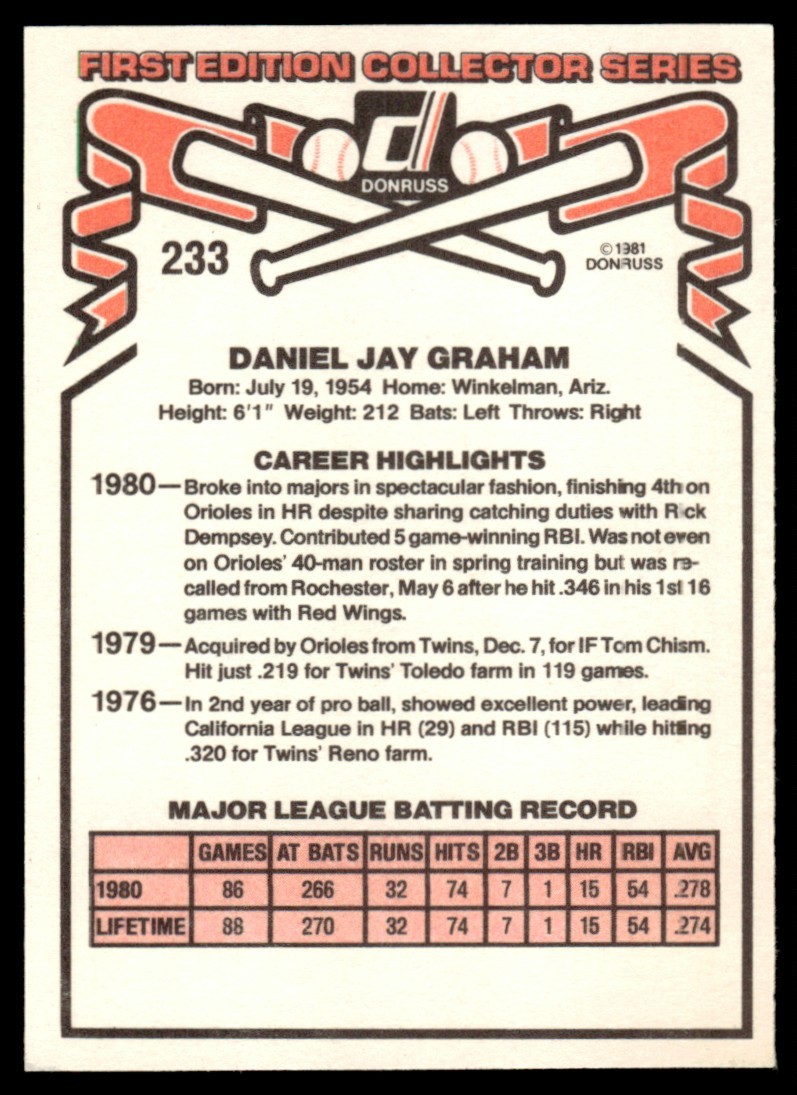 FIRST EDITION COLLECTOR SERIES
d
DONRUSS
233
© 1981
DONRUSS
DANIEL JAY GRAHAM
Born: July 19, 1954 Home: Winkelman, Ariz.
Height: 6'1" Weight: 212 Bats: Left Throws: Right
CAREER HIGHLIGHTS
1980—Broke into majors in spectacular fashion, finishing 4th on
Orioles in HR despite sharing catching duties with Rick
Dempsey. Contributed 5 game-winning RBI. Was not even
on Orioles' 40-man roster in spring training but was re-
called from Rochester, May 6 after he hit .346 in his 1st 16
games with Red Wings.
1979—Acquired by Orioles from Twins, Dec. 7, for IF Tom Chism.
Hit just .219 for Twins' Toledo farm in 119 games.
1976—In 2nd year of pro ball, showed excellent power, leading
California League in HR (29) and RBI (115) while hitting
.320 for Twins' Reno farm.
MAJOR LEAGUE BATTING RECORD
GAMES AT BATS RUNS HITS 2B 3B HR RBI AVG
1980 86 266 32 74 7 1 15 54 .278
LIFETIME 88 270 32 74 7 1 15 54 .274